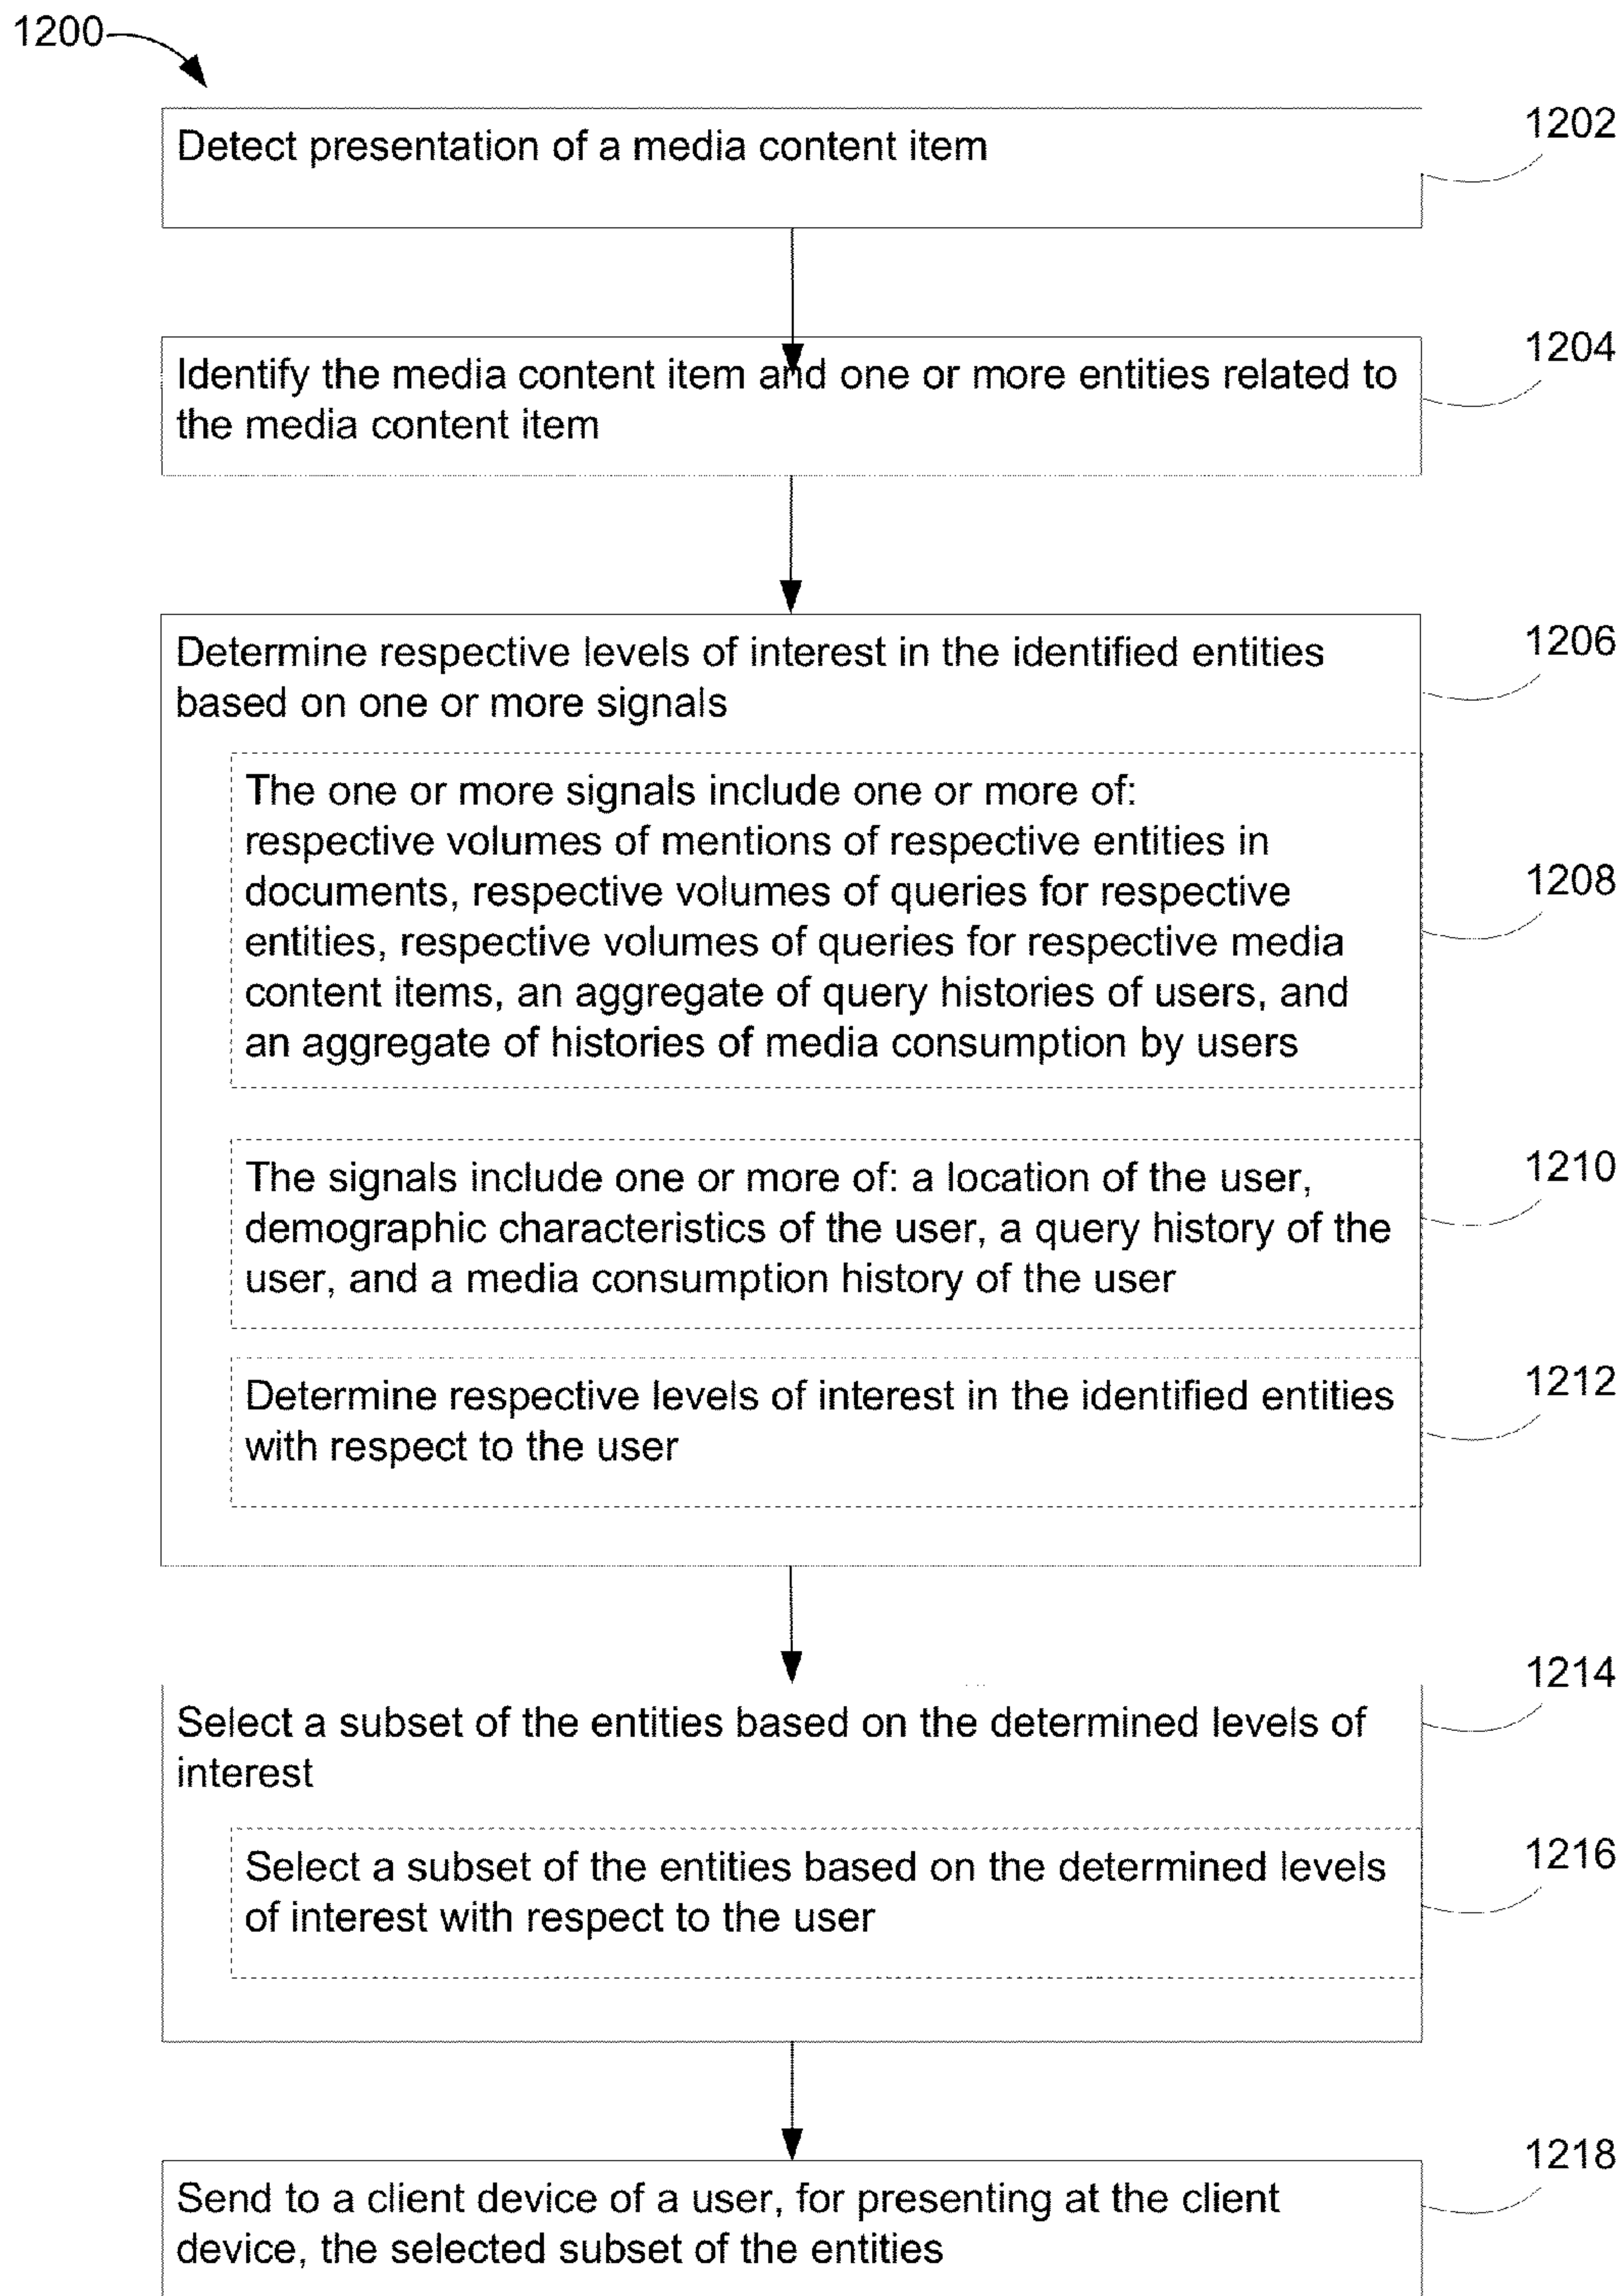 1200
Detect presentation of a media content item
1202
Identify the media content item and one or more entities related to
the media content item
1204
Determine respective levels of interest in the identified entities
based on one or more signals
1206
The one or more signals include one or more of:
respective volumes of mentions of respective entities in
documents, respective volumes of queries for respective
entities, respective volumes of queries for respective media
content items, an aggregate of query histories of users, and
an aggregate of histories of media consumption by users
1208
The signals include one or more of: a location of the user,
demographic characteristics of the user, a query history of the
user, and a media consumption history of the user
1210
Determine respective levels of interest in the identified entities
with respect to the user
1212
Select a subset of the entities based on the determined levels of
interest
1214
Select a subset of the entities based on the determined levels
of interest with respect to the user
1216
Send to a client device of a user, for presenting at the client
device, the selected subset of the entities
1218